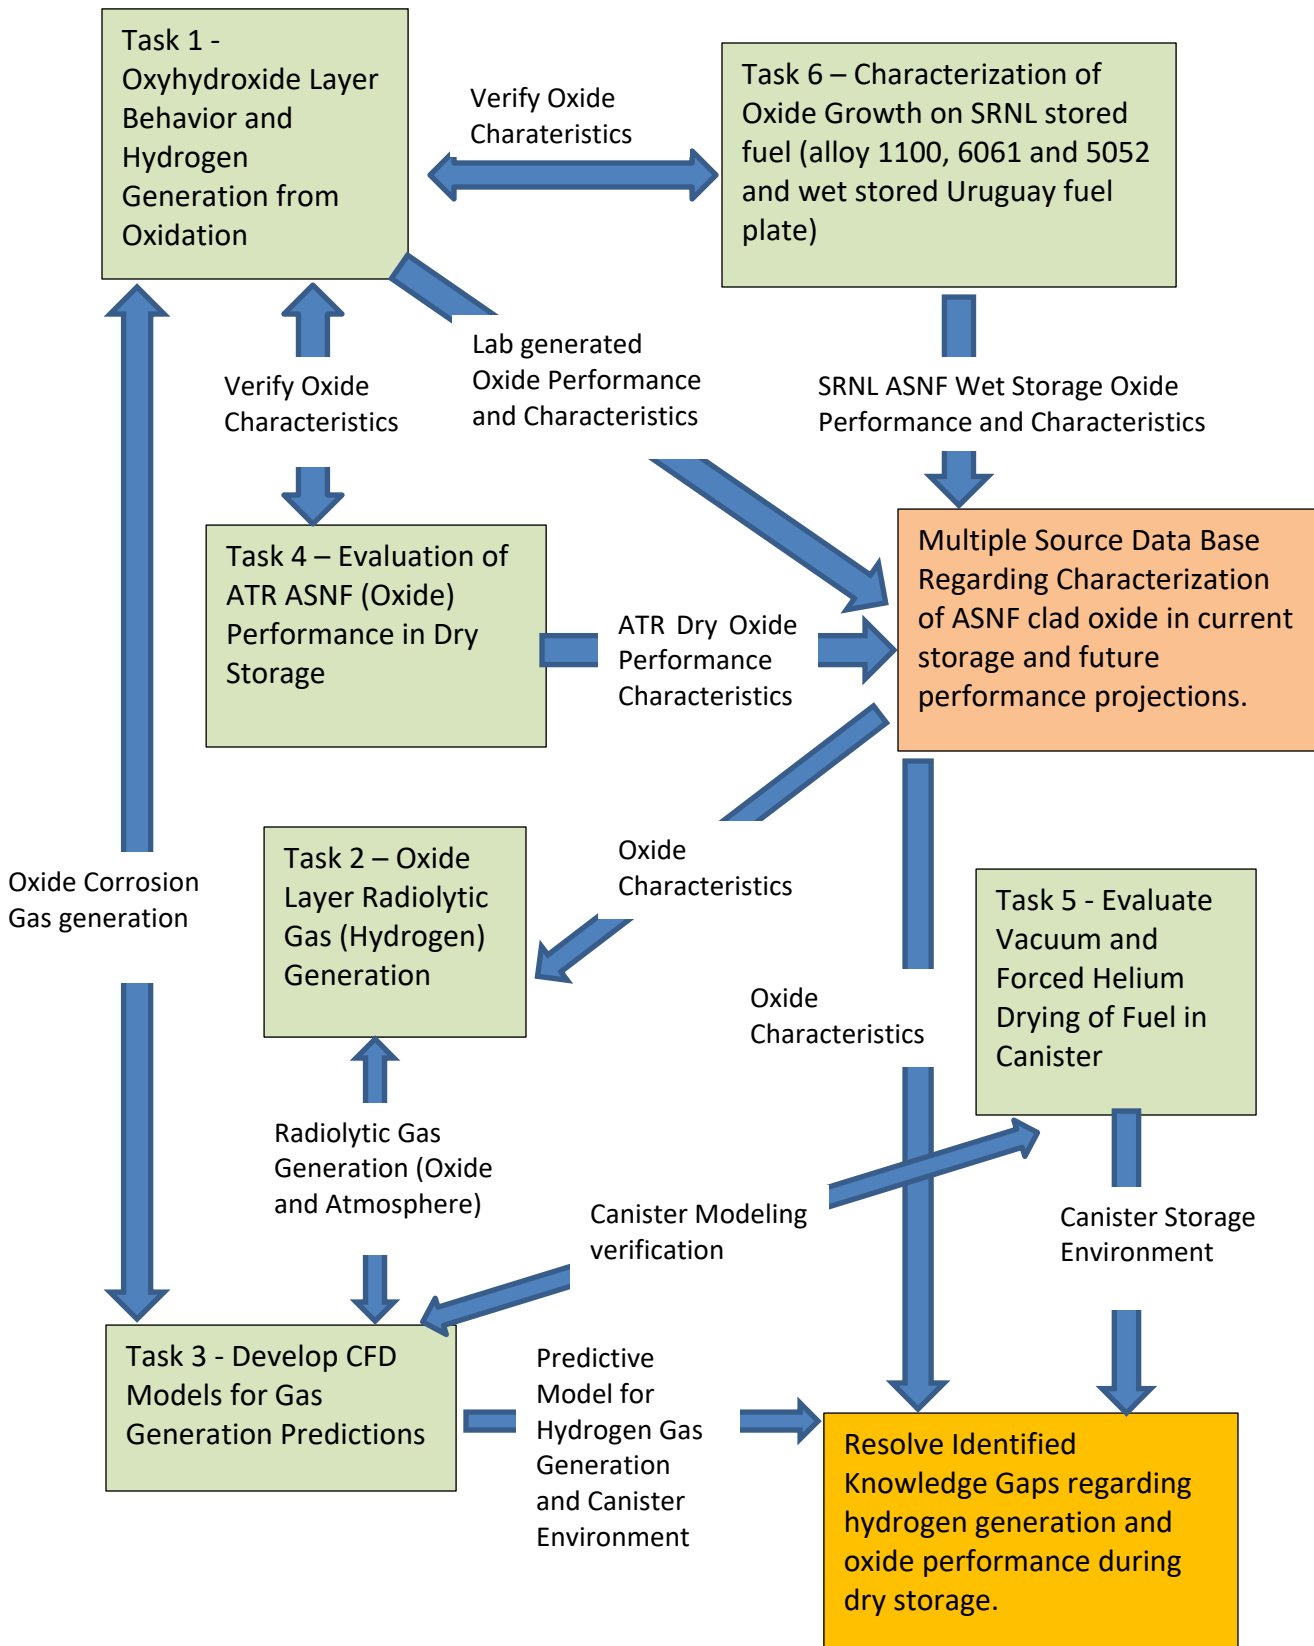 Task 1 -
Oxyhydroxide Layer
Behavior and
Hydrogen
Generation from
Oxidation
Verify Oxide
Charateristics
Task 6 – Characterization of
Oxide Growth on SRNL stored
fuel (alloy 1100, 6061 and 5052
and wet stored Uruguay fuel
plate)
Verify Oxide
Characteristics
Lab generated
Oxide Performance
and Characteristics
SRNL ASNF Wet Storage Oxide
Performance and Characteristics
Task 4 – Evaluation of
ATR ASNF (Oxide)
Performance in Dry
Storage
ATR Dry Oxide
Performance
Characteristics
Multiple Source Data Base
Regarding Characterization
of ASNF clad oxide in current
storage and future
performance projections.
Oxide Corrosion
Gas generation
Task 2 – Oxide
Layer Radiolytic
Gas (Hydrogen)
Generation
Oxide
Characteristics
Oxide
Characteristics
Task 5 - Evaluate
Vacuum and
Forced Helium
Drying of Fuel in
Canister
Radiolytic Gas
Generation (Oxide
and Atmosphere)
Canister Modeling
verification
Canister Storage
Environment
Task 3 - Develop CFD
Models for Gas
Generation Predictions
Predictive
Model for
Hydrogen Gas
Generation
and Canister
Environment
Resolve Identified
Knowledge Gaps regarding
hydrogen generation and
oxide performance during
dry storage.